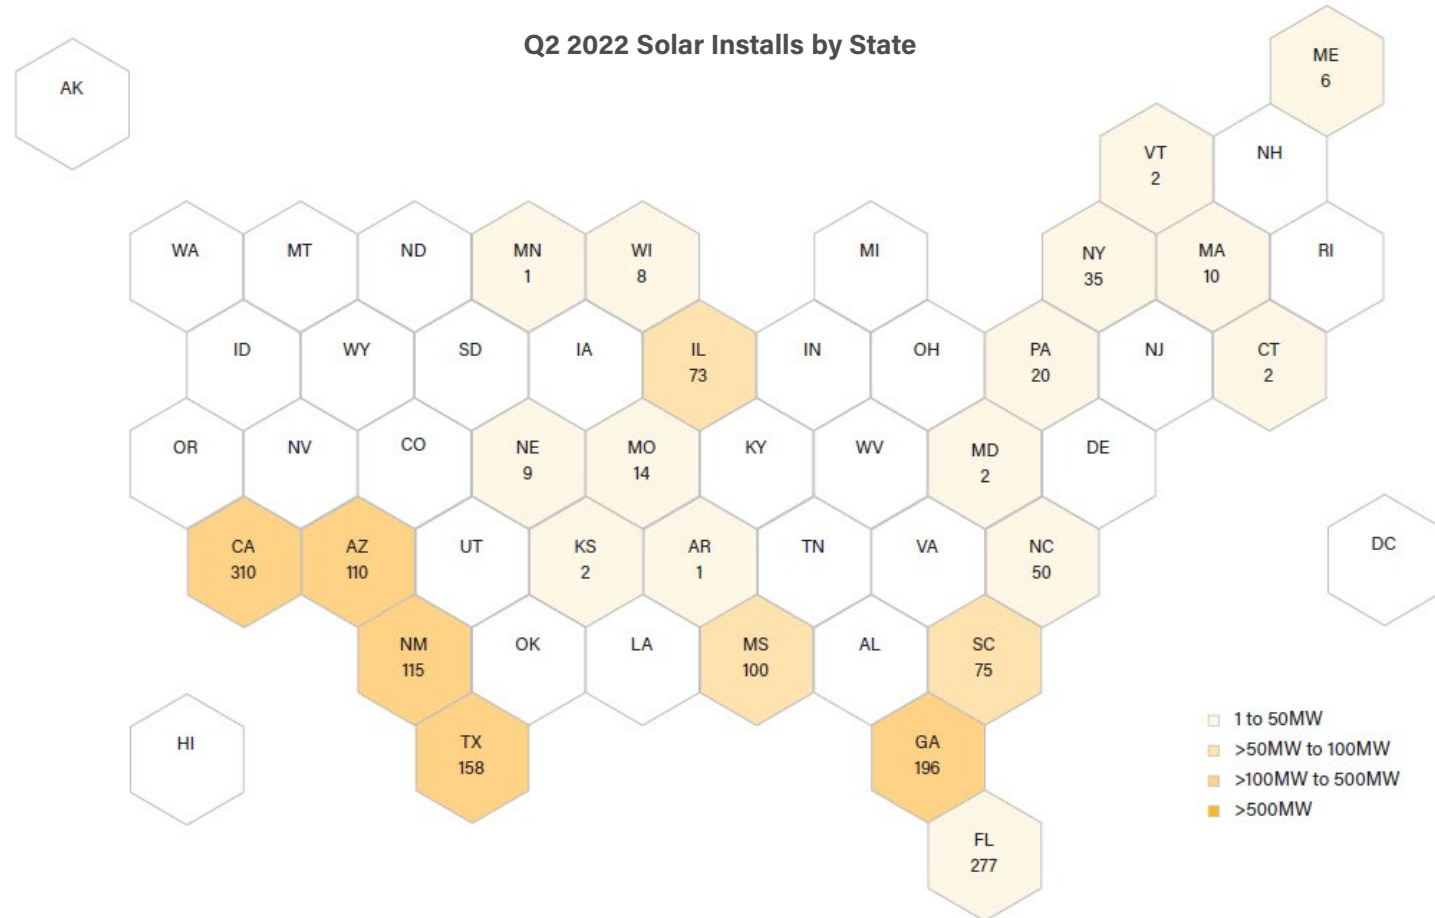 Q2 2022 Solar Installs by State
AK
ME
6
VT
2
NH
WA
MT
ND
MN
1
WI
8
MI
NY
35
MA
10
RI
ID
WY
SD
IA
IL
73
IN
OH
PA
20
NJ
CT
2
OR
NV
CO
NE
9
MO
14
KY
WV
MD
2
DE
CA
310
AZ
110
UT
KS
2
AR
1
TN
VA
NC
50
DC
NM
115
OK
LA
MS
100
AL
SC
75
HI
TX
158
GA
196
FL
277
1 to 50MW
>50MW to 100MW
>100MW to 500MW
>500MW